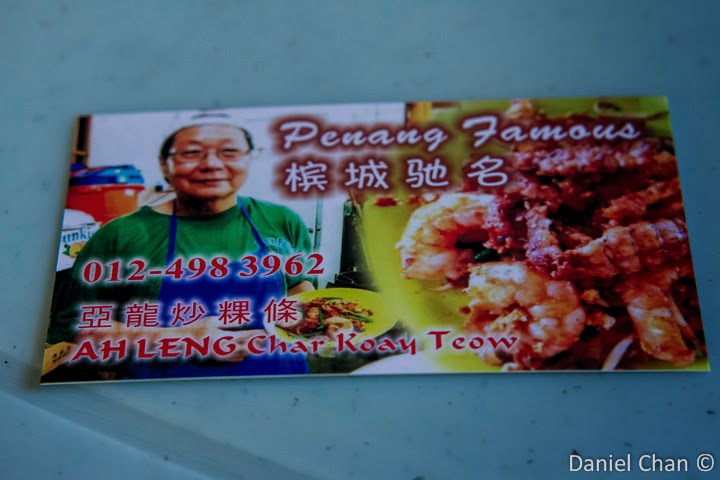 Penang Famous
槟城驰名
012-498 3962
亞龍炒粿條
AH LENG Char Koay Teow
Daniel Chan ©